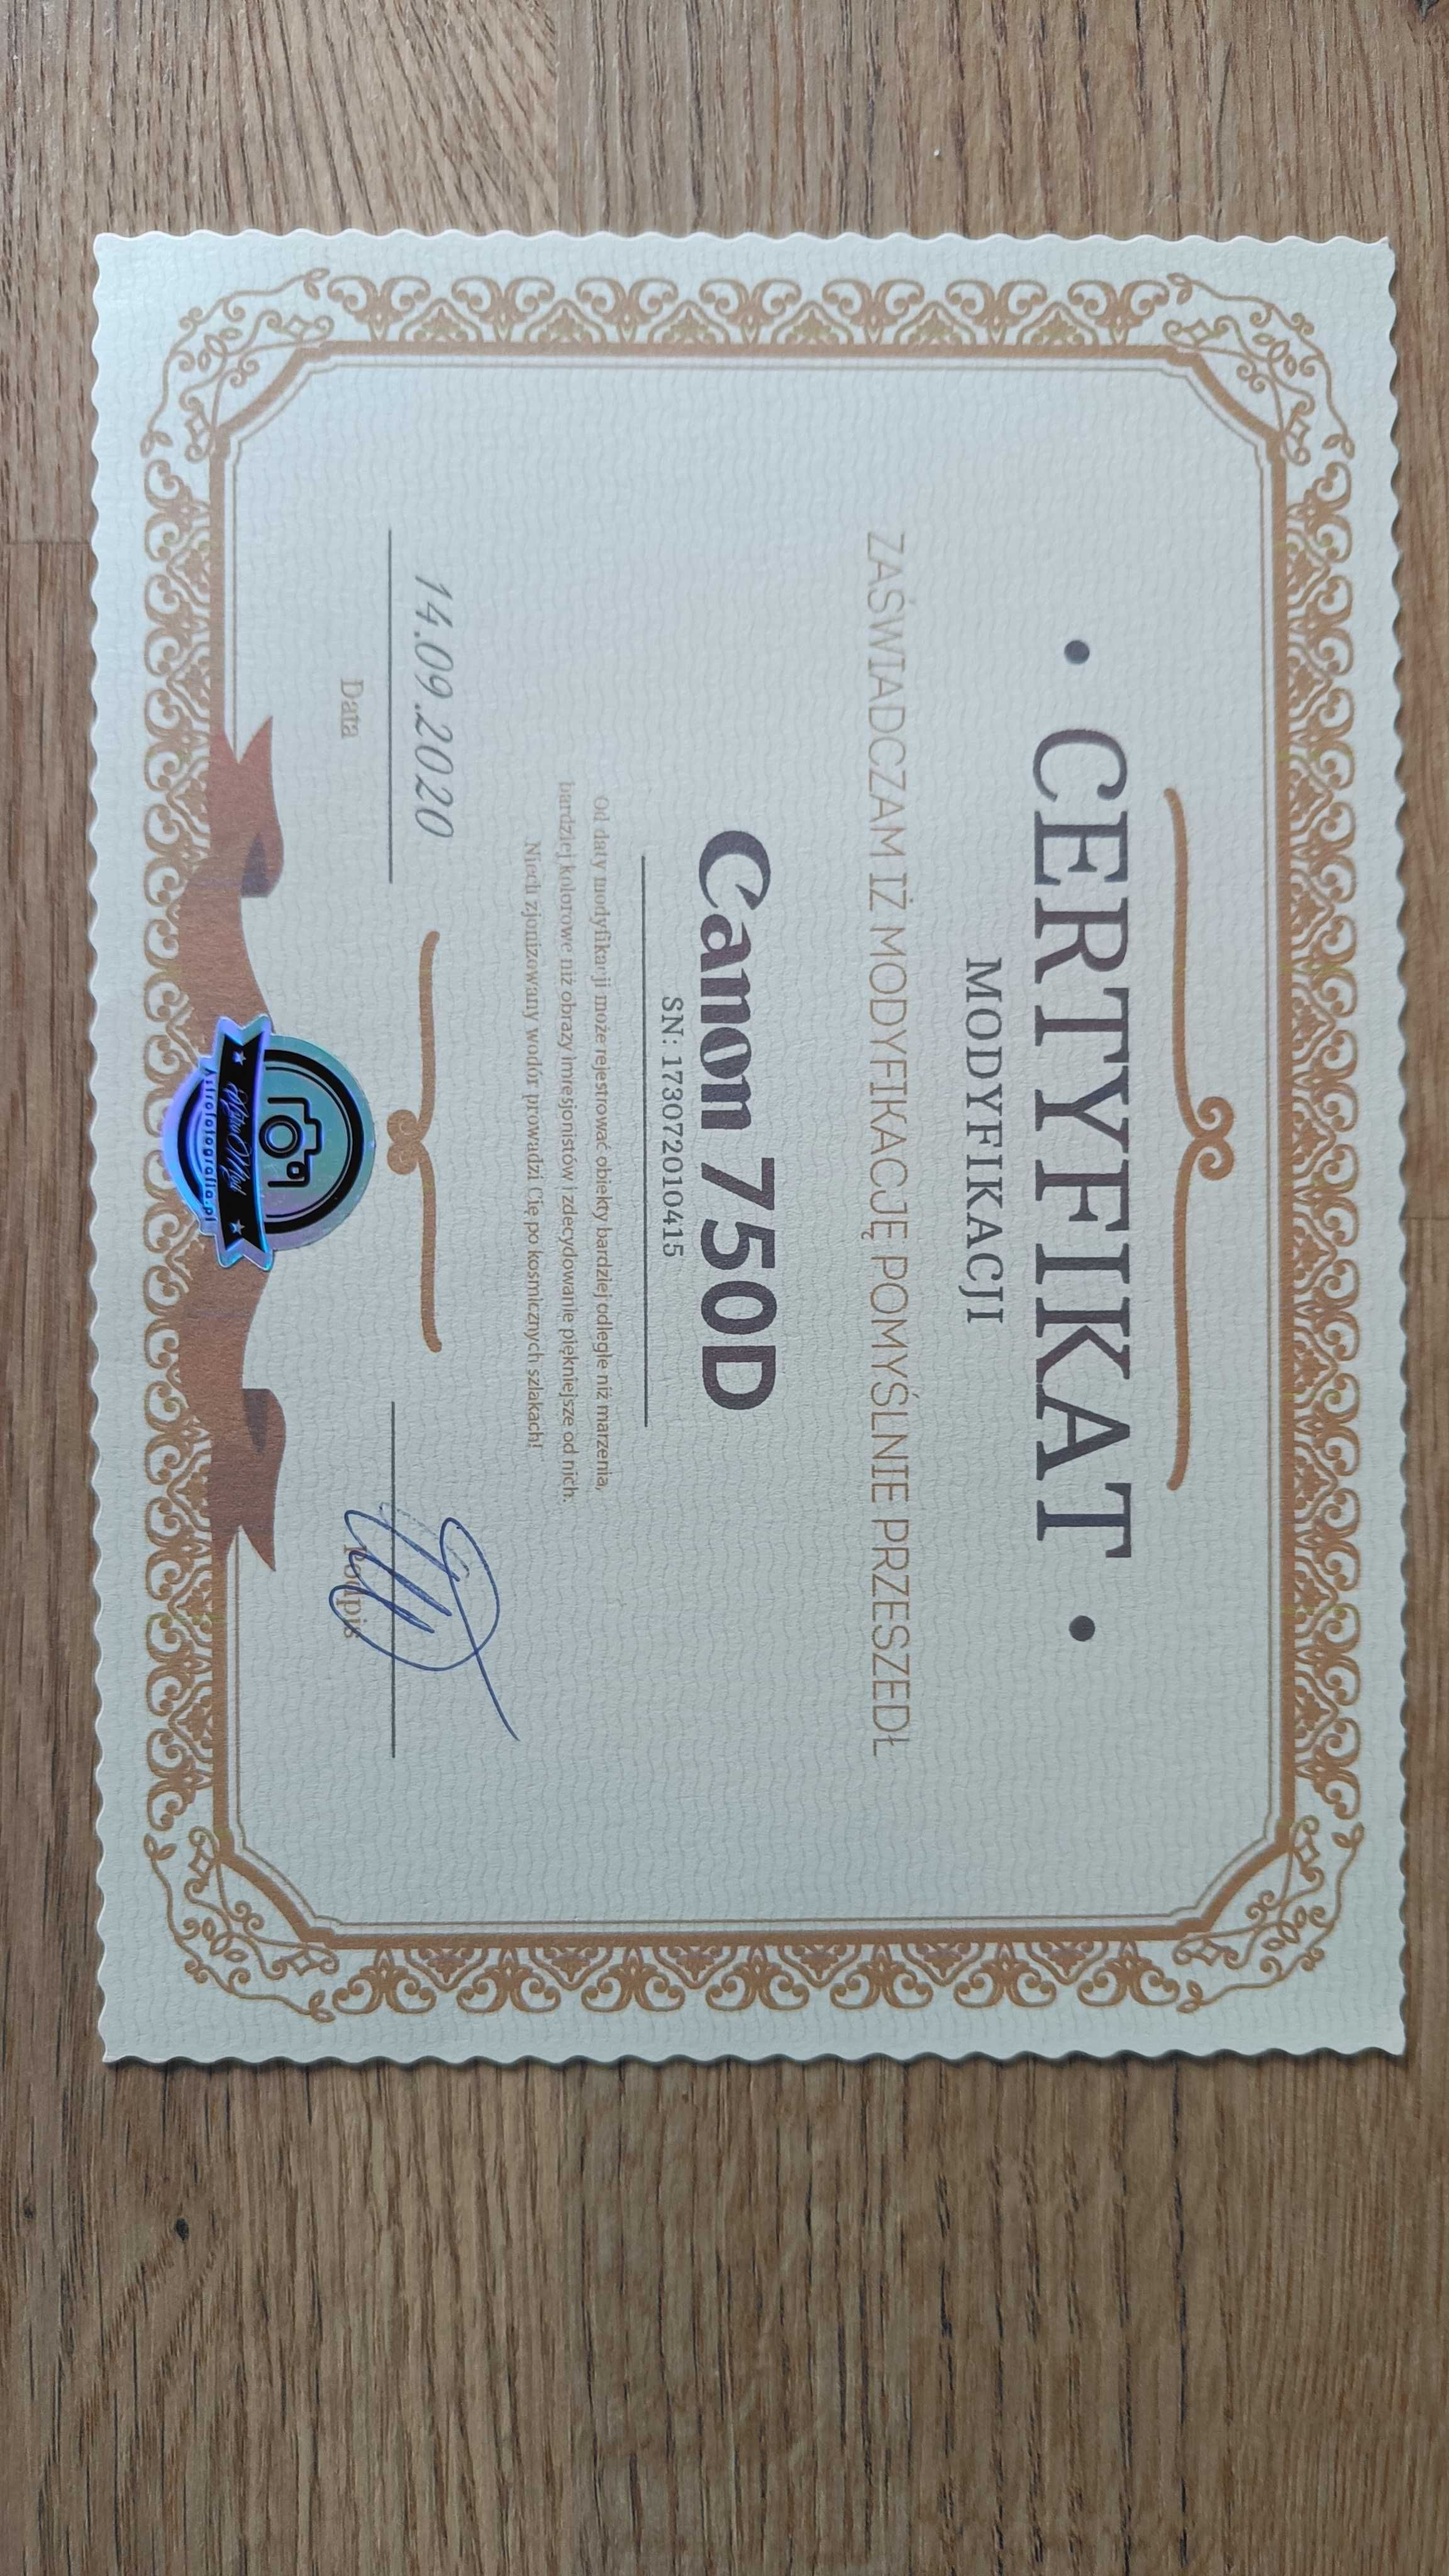 • CERTYFIKAT •
MODYFIKACJI
ZAŚWIADCZAM IŻ MODYFIKACJĘ POMYŚLNIE PRZESZEDŁ
Canon 750D
SN: 173072010415
Od daty modyfikacji może rejestrować obiekty bardziej odległe niż marzenia,
bardziej kolorowe niż obrazy imresjonistów i zdecydowanie piękniejsze od nich.
Niech zjonizowany wodór prowadzi Cię po kosmicznych szlakach!
14.09.2020
Data
Podpis
Astrofotografia.pl